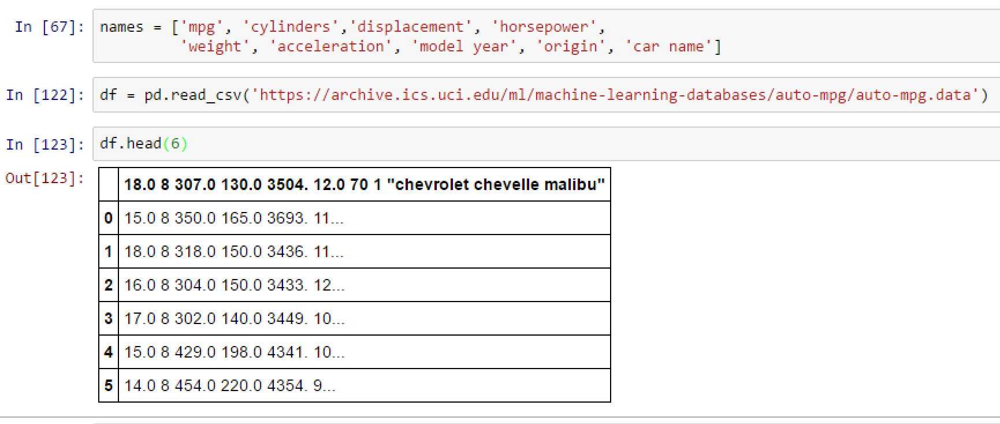 In [67]: names = ['mpg', 'cylinders','displacement', 'horsepower',
'weight', 'acceleration', 'model year', 'origin', 'car name']
In [122]: df = pd.read_csv('https://archive.ics.uci.edu/ml/machine-learning-databases/auto-mpg/auto-mpg.data')
In [123]: df.head(6)
Out[123]:
18.0 8 307.0 130.0 3504. 12.0 70 1 "chevrolet chevelle malibu"
0 15.0 8 350.0 165.0 3693. 11...
1 18.0 8 318.0 150.0 3436. 11...
2 16.0 8 304.0 150.0 3433. 12...
3 17.0 8 302.0 140.0 3449. 10...
4 15.0 8 429.0 198.0 4341. 10...
5 14.0 8 454.0 220.0 4354. 9...